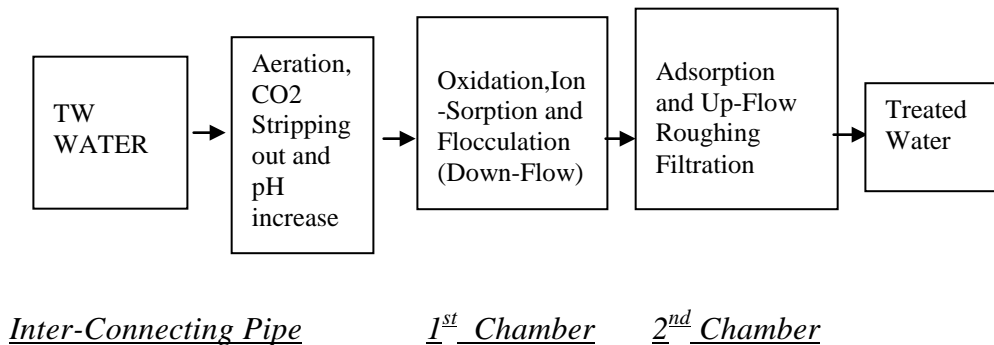 TW
WATER
Aeration,
CO2
Stripping
out and
pH
increase
Oxidation,Ion
-Sorption and
Flocculation
(Down-Flow)
Adsorption
and Up-Flow
Roughing
Filtration
Treated
Water
Inter-Connecting Pipe
1st Chamber
2nd Chamber